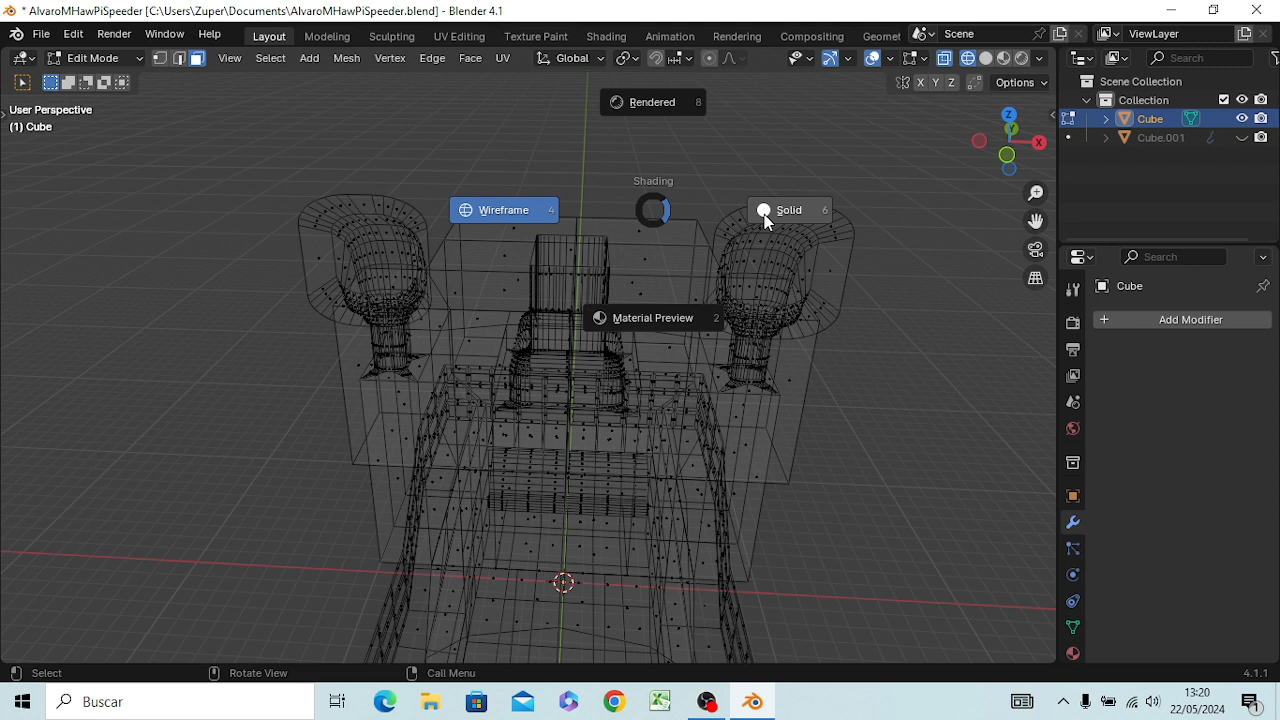 * AlvaroMHawPiSpeeder [C:\Users\Zuper\Documents\AlvaroMHawPiSpeeder.blend] - Blender 4.1
File Edit Render Window Help Layout Modeling Sculpting UV Editing Texture Paint Shading Animation Rendering Compositing Geomet Scene ViewLayer
Edit Mode View Select Add Mesh Vertex Edge Face UV Global Search
X Y Z Options
Scene Collection
Collection
Cube
Cube.001
User Perspective
(1) Cube
Rendered 8
Z
Y
X
Shading
Wireframe 4
Solid 6
Material Preview 2
Search
Cube
+ Add Modifier
Select Rotate View Call Menu 4.1.1
Buscar
13:20
22/05/2024
1